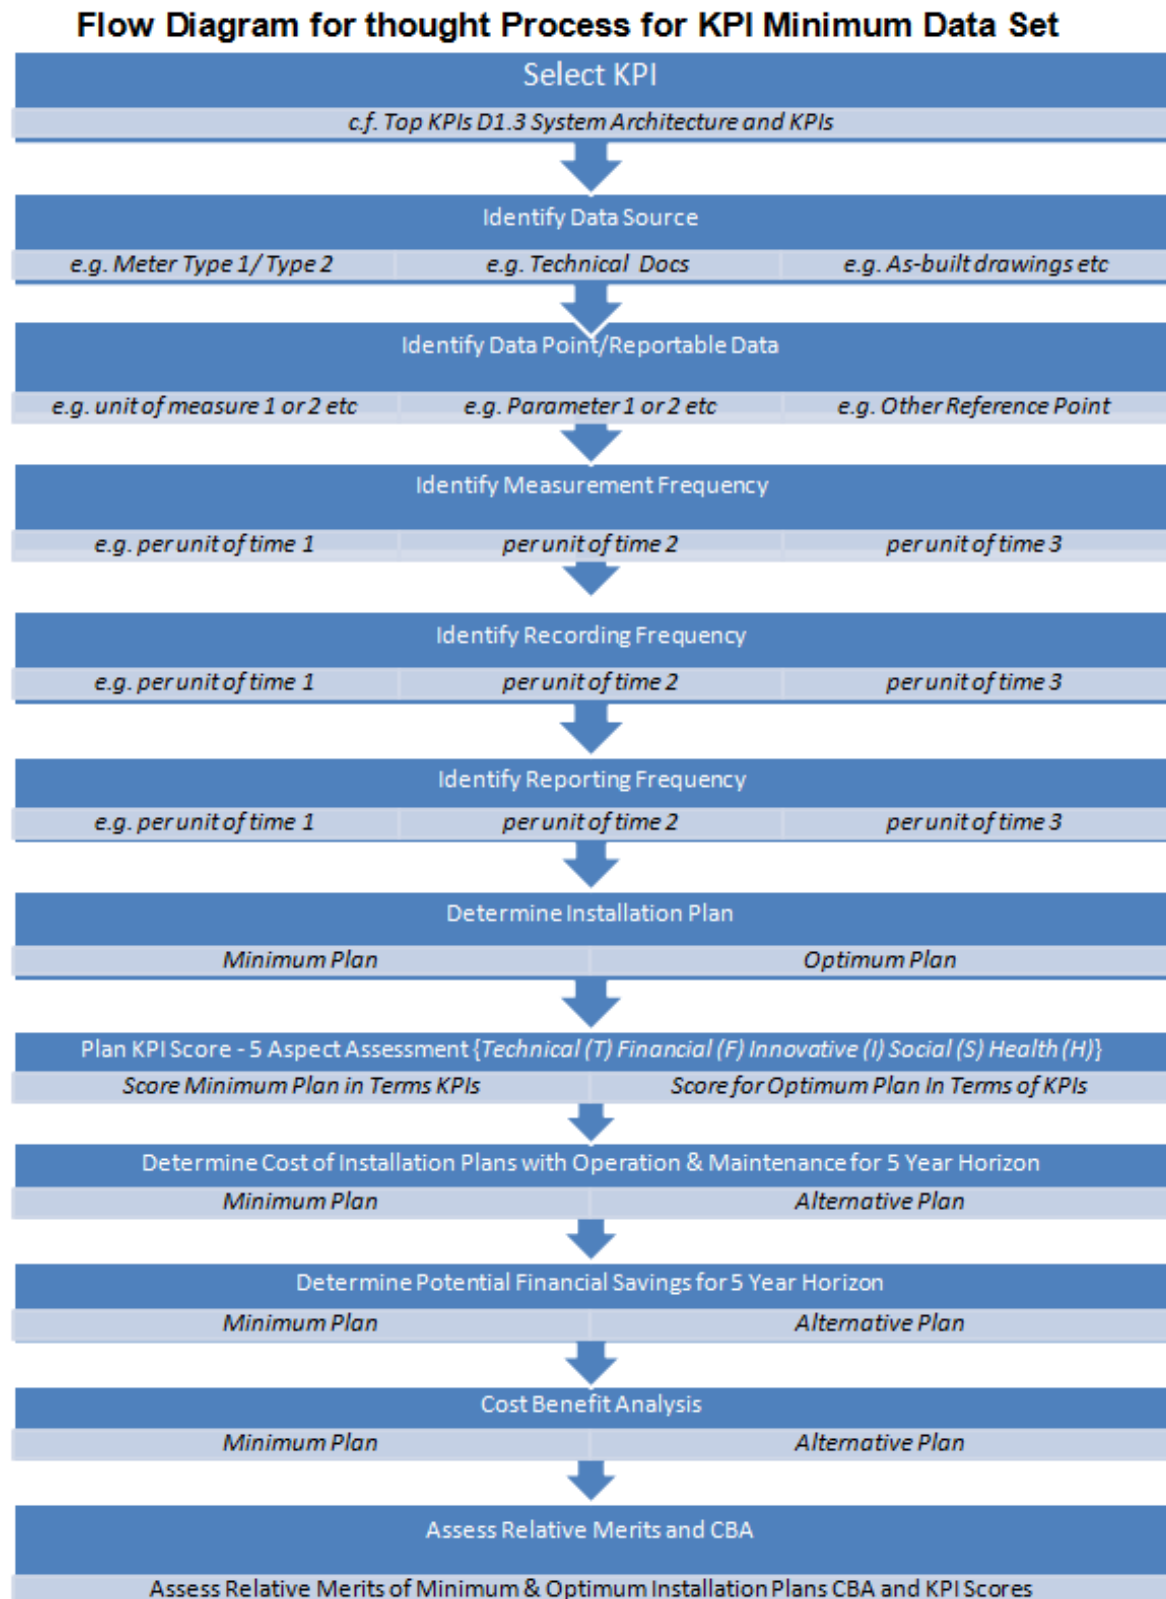 Flow Diagram for thought Process for KPI Minimum Data Set
Select KPI
c.f. Top KPIs D1.3 System Architecture and KPIs
Identify Data Source
e.g. Meter Type 1/ Type 2 e.g. Technical Docs e.g. As-built drawings etc
Identify Data Point/Reportable Data
e.g. unit of measure 1 or 2 etc e.g. Parameter 1 or 2 etc e.g. Other Reference Point
Identify Measurement Frequency
e.g. per unit of time 1 per unit of time 2 per unit of time 3
Identify Recording Frequency
e.g. per unit of time 1 per unit of time 2 per unit of time 3
Identify Reporting Frequency
e.g. per unit of time 1 per unit of time 2 per unit of time 3
Determine Installation Plan
Minimum Plan Optimum Plan
Plan KPI Score - 5 Aspect Assessment {Technical (T) Financial (F) Innovative (I) Social (S) Health (H)}
Score Minimum Plan in Terms KPIs Score for Optimum Plan In Terms of KPIs
Determine Cost of Installation Plans with Operation & Maintenance for 5 Year Horizon
Minimum Plan Alternative Plan
Determine Potential Financial Savings for 5 Year Horizon
Minimum Plan Alternative Plan
Cost Benefit Analysis
Minimum Plan Alternative Plan
Assess Relative Merits and CBA
Assess Relative Merits of Minimum & Optimum Installation Plans CBA and KPI Scores